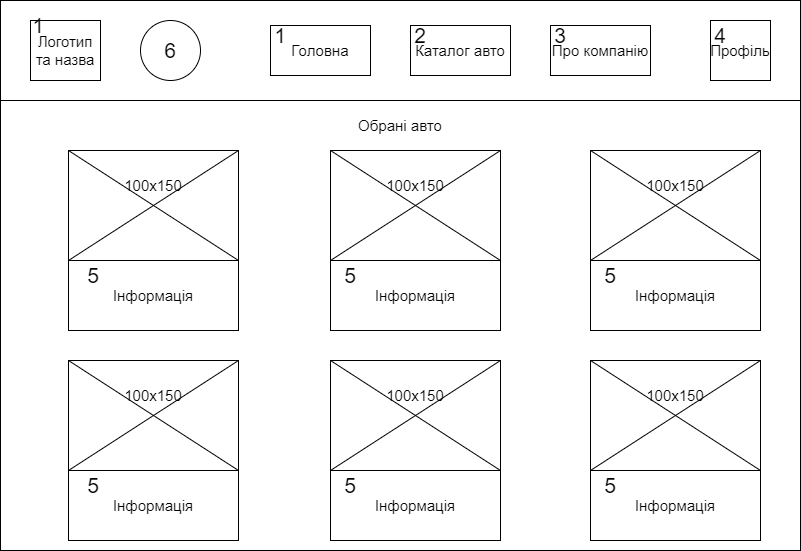 1
Логотип
та назва
6
1
Головна
2
Каталог авто
3
Про компанію
4
Профіль
Обрані авто
100x150
100x150
100x150
5
Інформація
5
Інформація
5
Інформація
100x150
100x150
100x150
5
Інформація
5
Інформація
5
Інформація